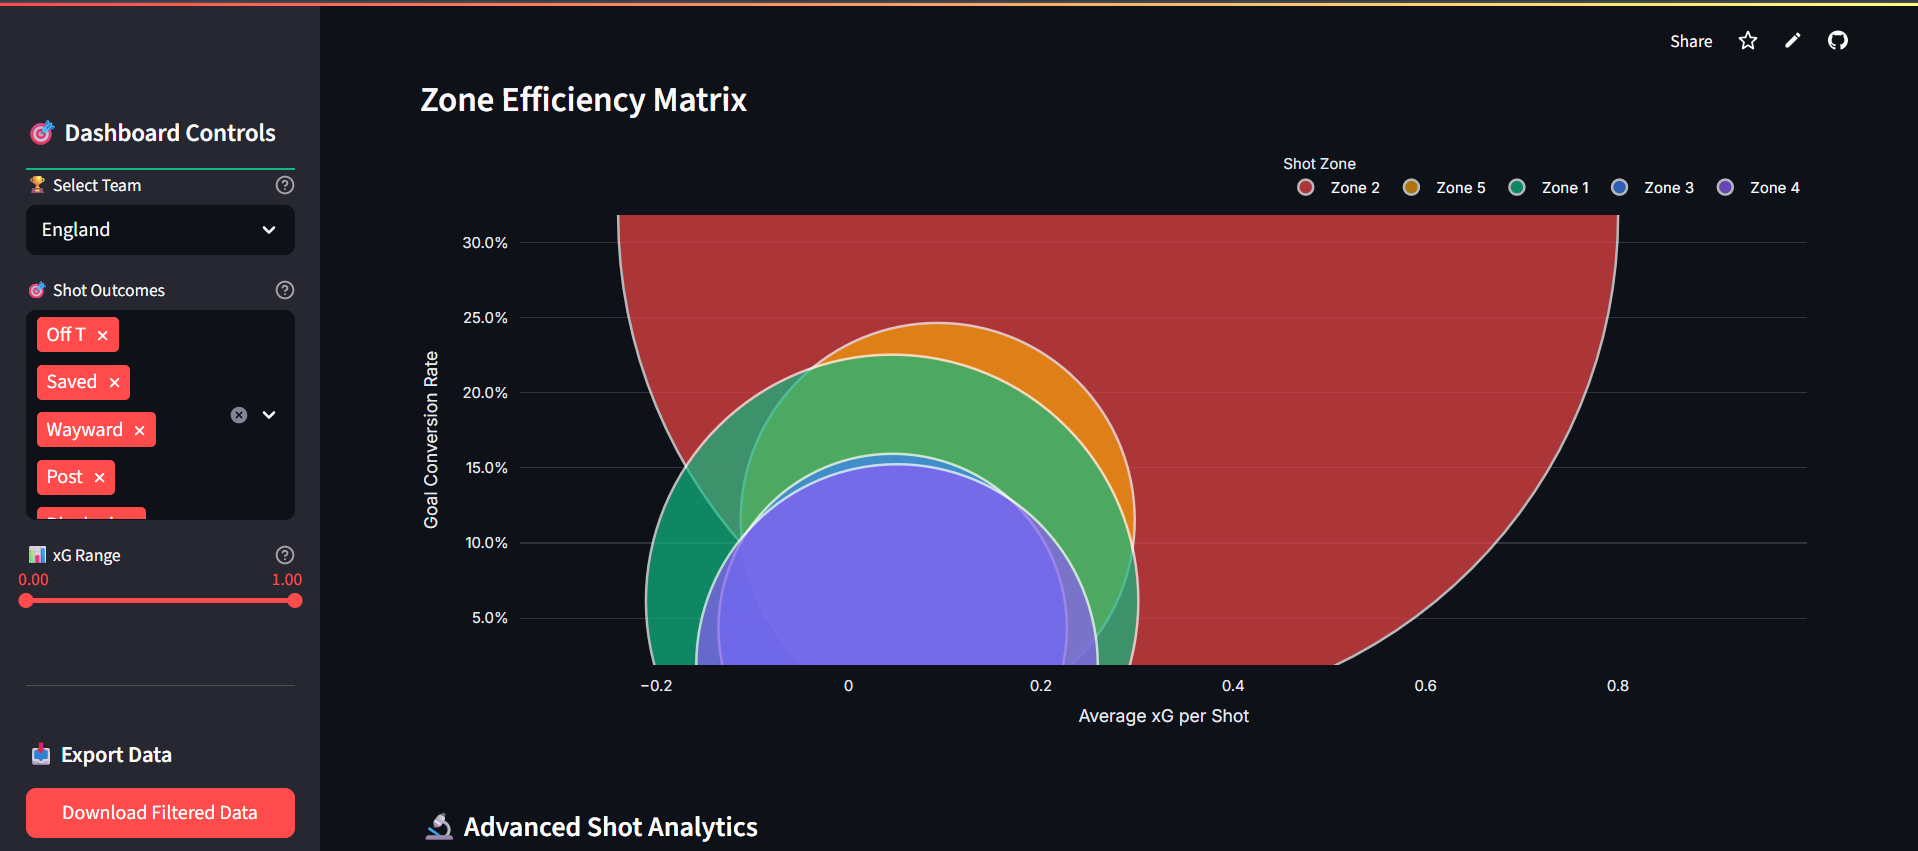 Share
Dashboard Controls
Select Team
England
Shot Outcomes
Off T
Saved
Wayward
Post
xG Range
0.00 1.00
Export Data
Download Filtered Data
Zone Efficiency Matrix
Shot Zone
Zone 2 Zone 5 Zone 1 Zone 3 Zone 4
Goal Conversion Rate
30.0%
25.0%
20.0%
15.0%
10.0%
5.0%
−0.2 0 0.2 0.4 0.6 0.8
Average xG per Shot
Advanced Shot Analytics